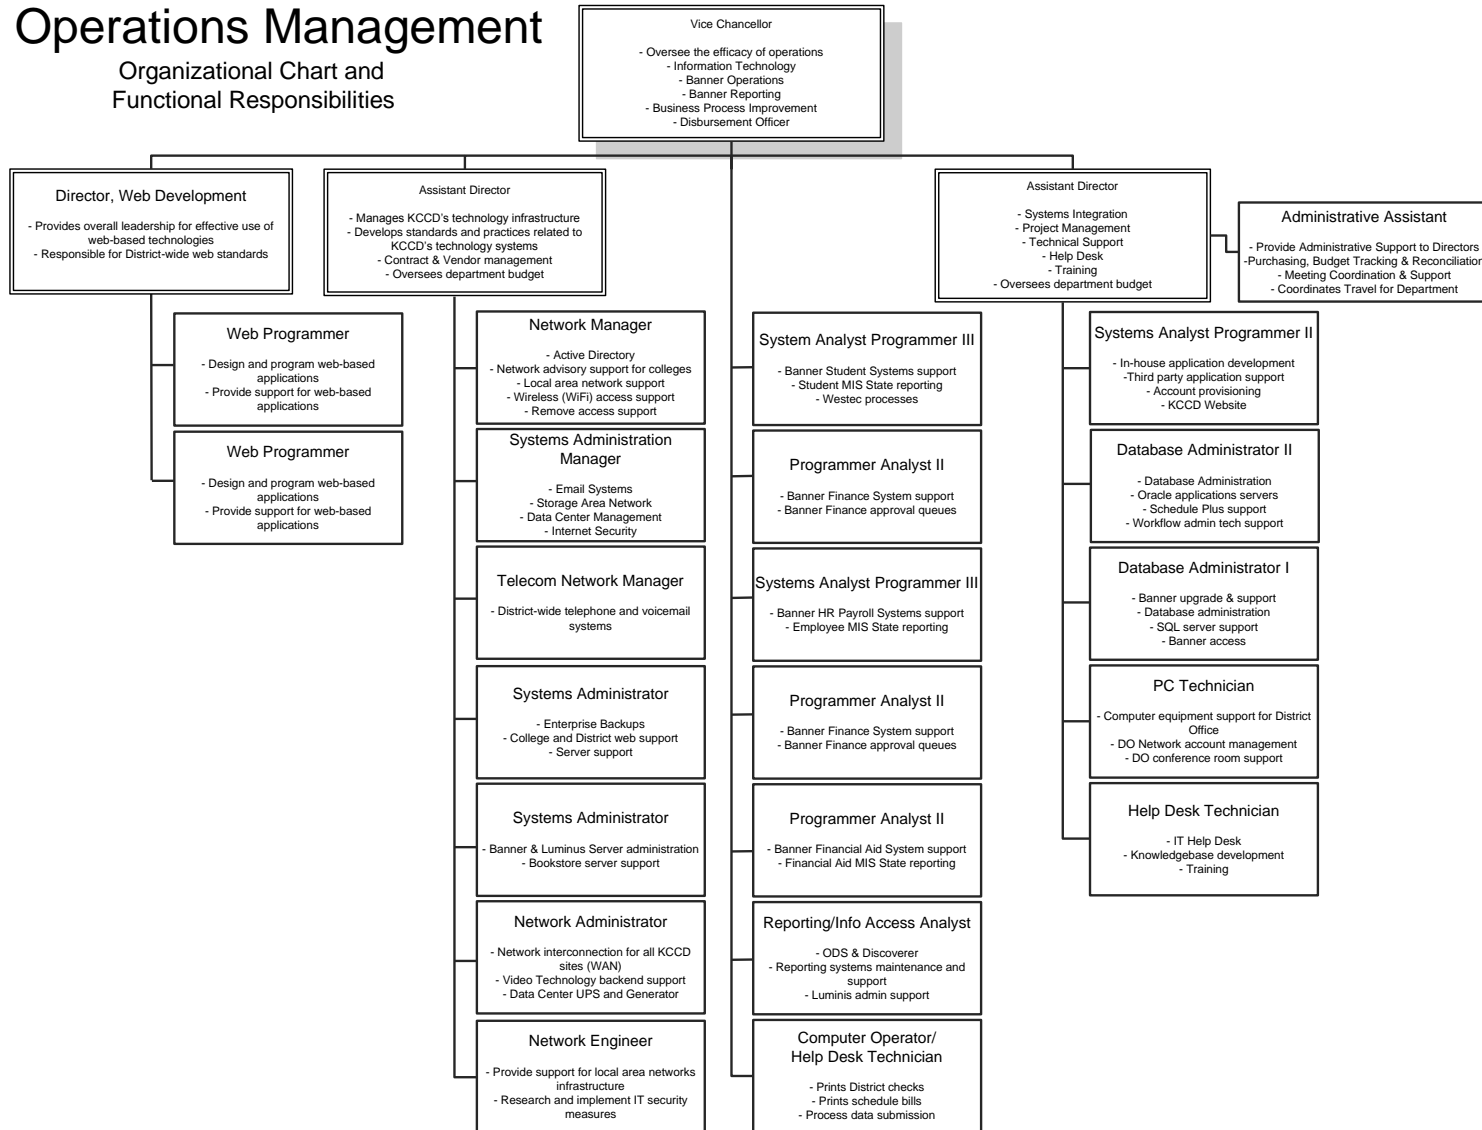 Operations Management
Organizational Chart and
Functional Responsibilities
Vice Chancellor
- Oversee the efficacy of operations
- Information Technology
- Banner Operations
- Banner Reporting
- Business Process Improvement
- Disbursement Officer
Director, Web Development
- Provides overall leadership for effective use of
web-based technologies
- Responsible for District-wide web standards
Web Programmer
- Design and program web-based
applications
- Provide support for web-based
applications
Web Programmer
- Design and program web-based
applications
- Provide support for web-based
applications
Assistant Director
- Manages KCCD's technology infrastructure
- Develops standards and practices related to
KCCD's technology systems
- Contract & Vendor management
- Oversees department budget
Network Manager
- Active Directory
- Network advisory support for colleges
- Local area network support
- Wireless (WiFi) access support
- Remove access support
Systems Administration
Manager
- Email Systems
- Storage Area Network
- Data Center Management
- Internet Security
Telecom Network Manager
- District-wide telephone and voicemail
systems
Systems Administrator
- Enterprise Backups
- College and District web support
- Server support
Systems Administrator
- Banner & Luminus Server administration
- Bookstore server support
Network Administrator
- Network interconnection for all KCCD
sites (WAN)
- Video Technology backend support
- Data Center UPS and Generator
Network Engineer
- Provide support for local area networks
infrastructure
- Research and implement IT security
measures
System Analyst Programmer III
- Banner Student Systems support
- Student MIS State reporting
- Westec processes
Programmer Analyst II
- Banner Finance System support
- Banner Finance approval queues
Systems Analyst Programmer III
- Banner HR Payroll Systems support
- Employee MIS State reporting
Programmer Analyst II
- Banner Finance System support
- Banner Finance approval queues
Programmer Analyst II
- Banner Financial Aid System support
- Financial Aid MIS State reporting
Reporting/Info Access Analyst
- ODS & Discoverer
- Reporting systems maintenance and
support
- Luminis admin support
Computer Operator/
Help Desk Technician
- Prints District checks
- Prints schedule bills
- Process data submission
Assistant Director
- Systems Integration
- Project Management
- Technical Support
- Help Desk
- Training
- Oversees department budget
Administrative Assistant
- Provide Administrative Support to Directors
-Purchasing, Budget Tracking & Reconciliation
- Meeting Coordination & Support
- Coordinates Travel for Department
Systems Analyst Programmer II
- In-house application development
-Third party application support
- Account provisioning
- KCCD Website
Database Administrator II
- Database Administration
- Oracle applications servers
- Schedule Plus support
- Workflow admin tech support
Database Administrator I
- Banner upgrade & support
- Database administration
- SQL server support
- Banner access
PC Technician
- Computer equipment support for District
Office
- DO Network account management
- DO conference room support
Help Desk Technician
- IT Help Desk
- Knowledgebase development
- Training